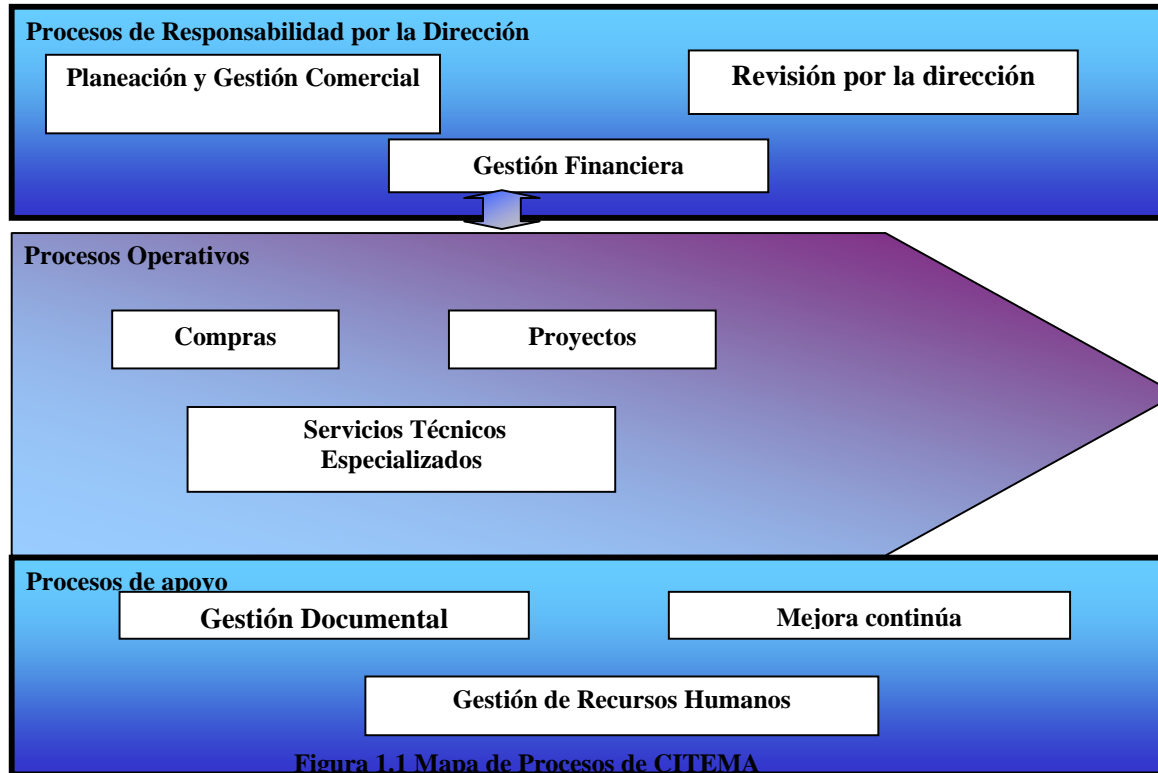 Procesos de Responsabilidad por la Dirección
Planeación y Gestión Comercial
Revisión por la dirección
Gestión Financiera
Procesos Operativos
Compras
Proyectos
Servicios Técnicos
Especializados
Procesos de apoyo
Gestión Documental
Mejora continúa
Gestión de Recursos Humanos
Figura 1.1 Mapa de Procesos de CITEMA